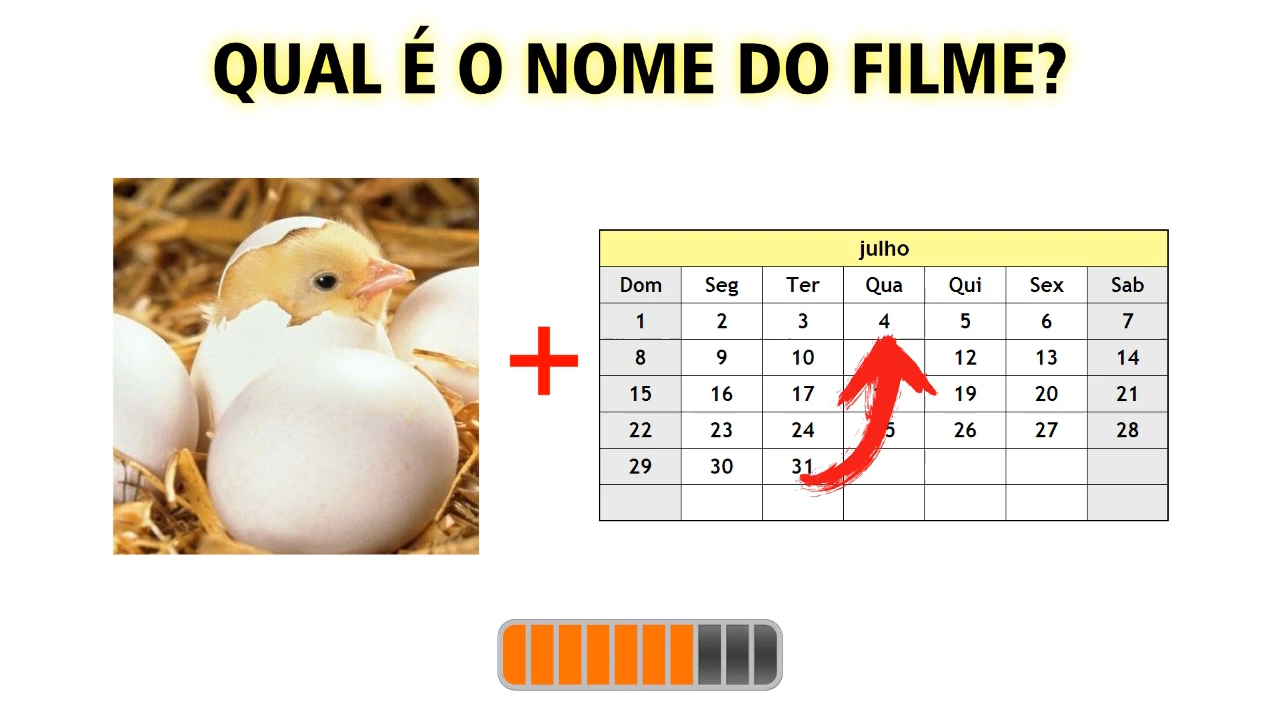 QUAL É O NOME DO FILME?
julho
Dom Seg Ter Qua Qui Sex Sab
1 2 3 4 5 6 7
8 9 10 12 13 14
15 16 17 19 20 21
22 23 24 26 27 28
29 30 31